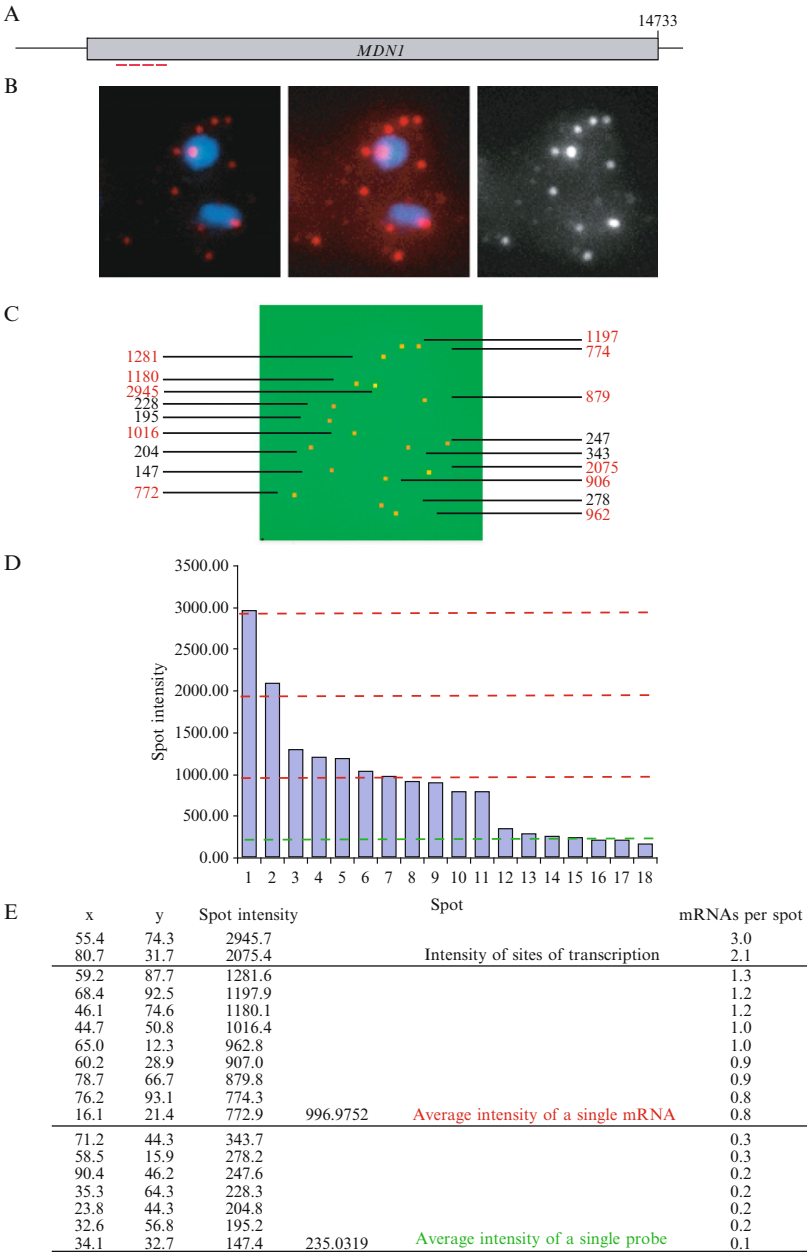 A
14733
MDN1
B
C
1281
1180
2945
228
195
1016
204
147
772
1197
774
879
247
343
2075
906
278
962
D
Spot intensity
3500.00
3000.00
2500.00
2000.00
1500.00
1000.00
500.00
0.00
1 2 3 4 5 6 7 8 9 10 11 12 13 14 15 16 17 18
Spot
E
x y Spot intensity mRNAs per spot
55.4 74.3 2945.7 3.0
80.7 31.7 2075.4 Intensity of sites of transcription 2.1
59.2 87.7 1281.6 1.3
68.4 92.5 1197.9 1.2
46.1 74.6 1180.1 1.2
44.7 50.8 1016.4 1.0
65.0 12.3 962.8 1.0
60.2 28.9 907.0 0.9
78.7 66.7 879.8 0.9
76.2 93.1 774.3 0.8
16.1 21.4 772.9 996.9752 Average intensity of a single mRNA 0.8
71.2 44.3 343.7 0.3
58.5 15.9 278.2 0.3
90.4 46.2 247.6 0.2
35.3 64.3 228.3 0.2
23.8 44.3 204.8 0.2
32.6 56.8 195.2 0.2
34.1 32.7 147.4 235.0319 Average intensity of a single probe 0.1